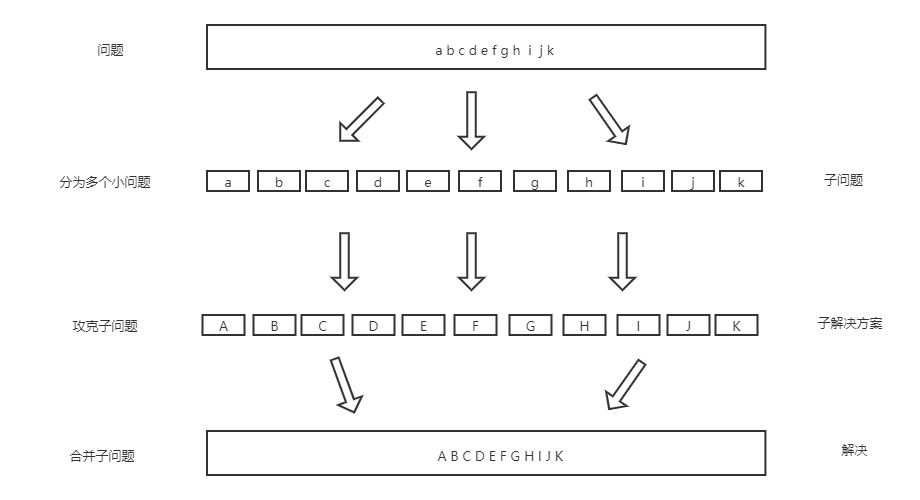 问题 a b c d e f g h i j k
分为多个小问题 a b c d e f g h i j k 子问题
攻克子问题 A B C D E F G H I J K 子解决方案
合并子问题 A B C D E F G H I J K 解决